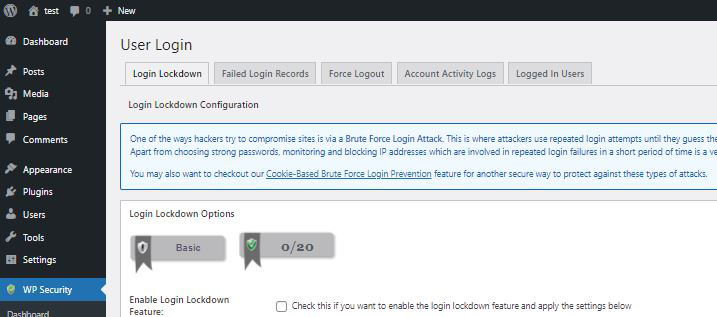 test 0 New
Dashboard
Posts
Media
Pages
Comments
Appearance
Plugins
Users
Tools
Settings
WP Security
Dashboard
User Login
Login Lockdown Failed Login Records Force Logout Account Activity Logs Logged In Users
Login Lockdown Configuration
One of the ways hackers try to compromise sites is via a Brute Force Login Attack. This is where attackers use repeated login attempts until they guess the
Apart from choosing strong passwords, monitoring and blocking IP addresses which are involved in repeated login failures in a short period of time is a ve
You may also want to checkout our Cookie-Based Brute Force Login Prevention feature for another secure way to protect against these types of attacks.
Login Lockdown Options
Basic 0/20
Enable Login Lockdown
Feature:
Check this if you want to enable the login lockdown feature and apply the settings below